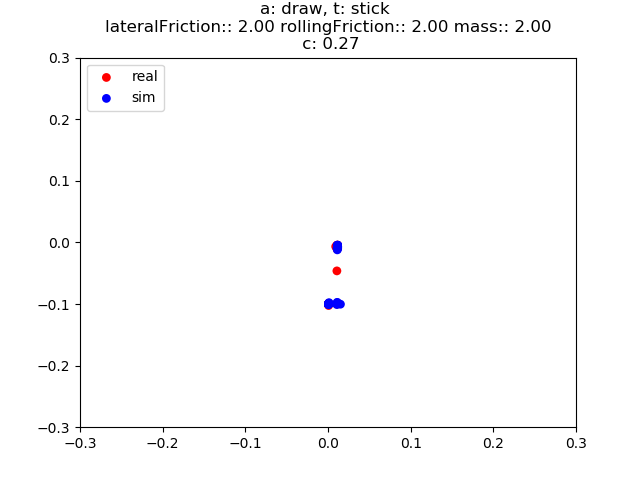 a: draw, t: stick
lateralFriction:: 2.00 rollingFriction:: 2.00 mass:: 2.00
c: 0.27
real
sim
0.3
0.2
0.1
0.0
−0.1
−0.2
−0.3
−0.3 −0.2 −0.1 0.0 0.1 0.2 0.3